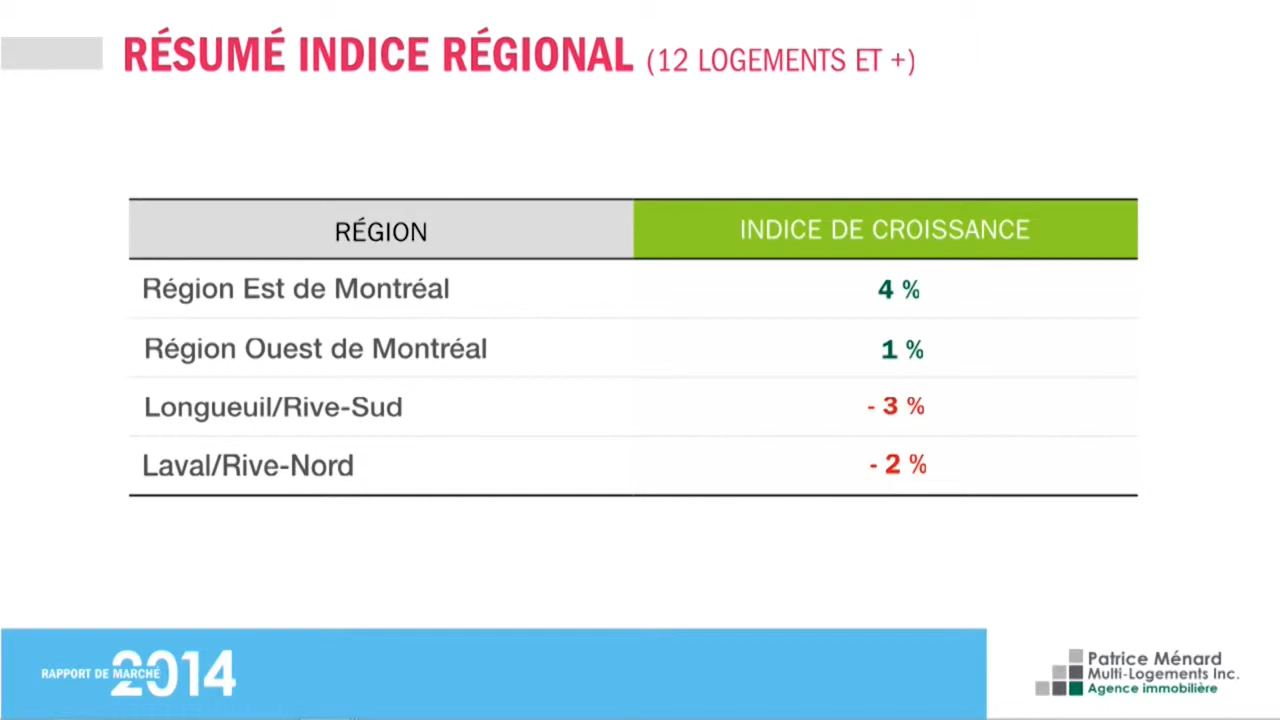 RÉSUMÉ INDICE RÉGIONAL (12 LOGEMENTS ET +)
RÉGION INDICE DE CROISSANCE
Région Est de Montréal 4 %
Région Ouest de Montréal 1 %
Longueuil/Rive-Sud - 3 %
Laval/Rive-Nord - 2 %
RAPPORT DE MARCHÉ 2014
Patrice Ménard
Multi-Logements Inc.
Agence immobilière